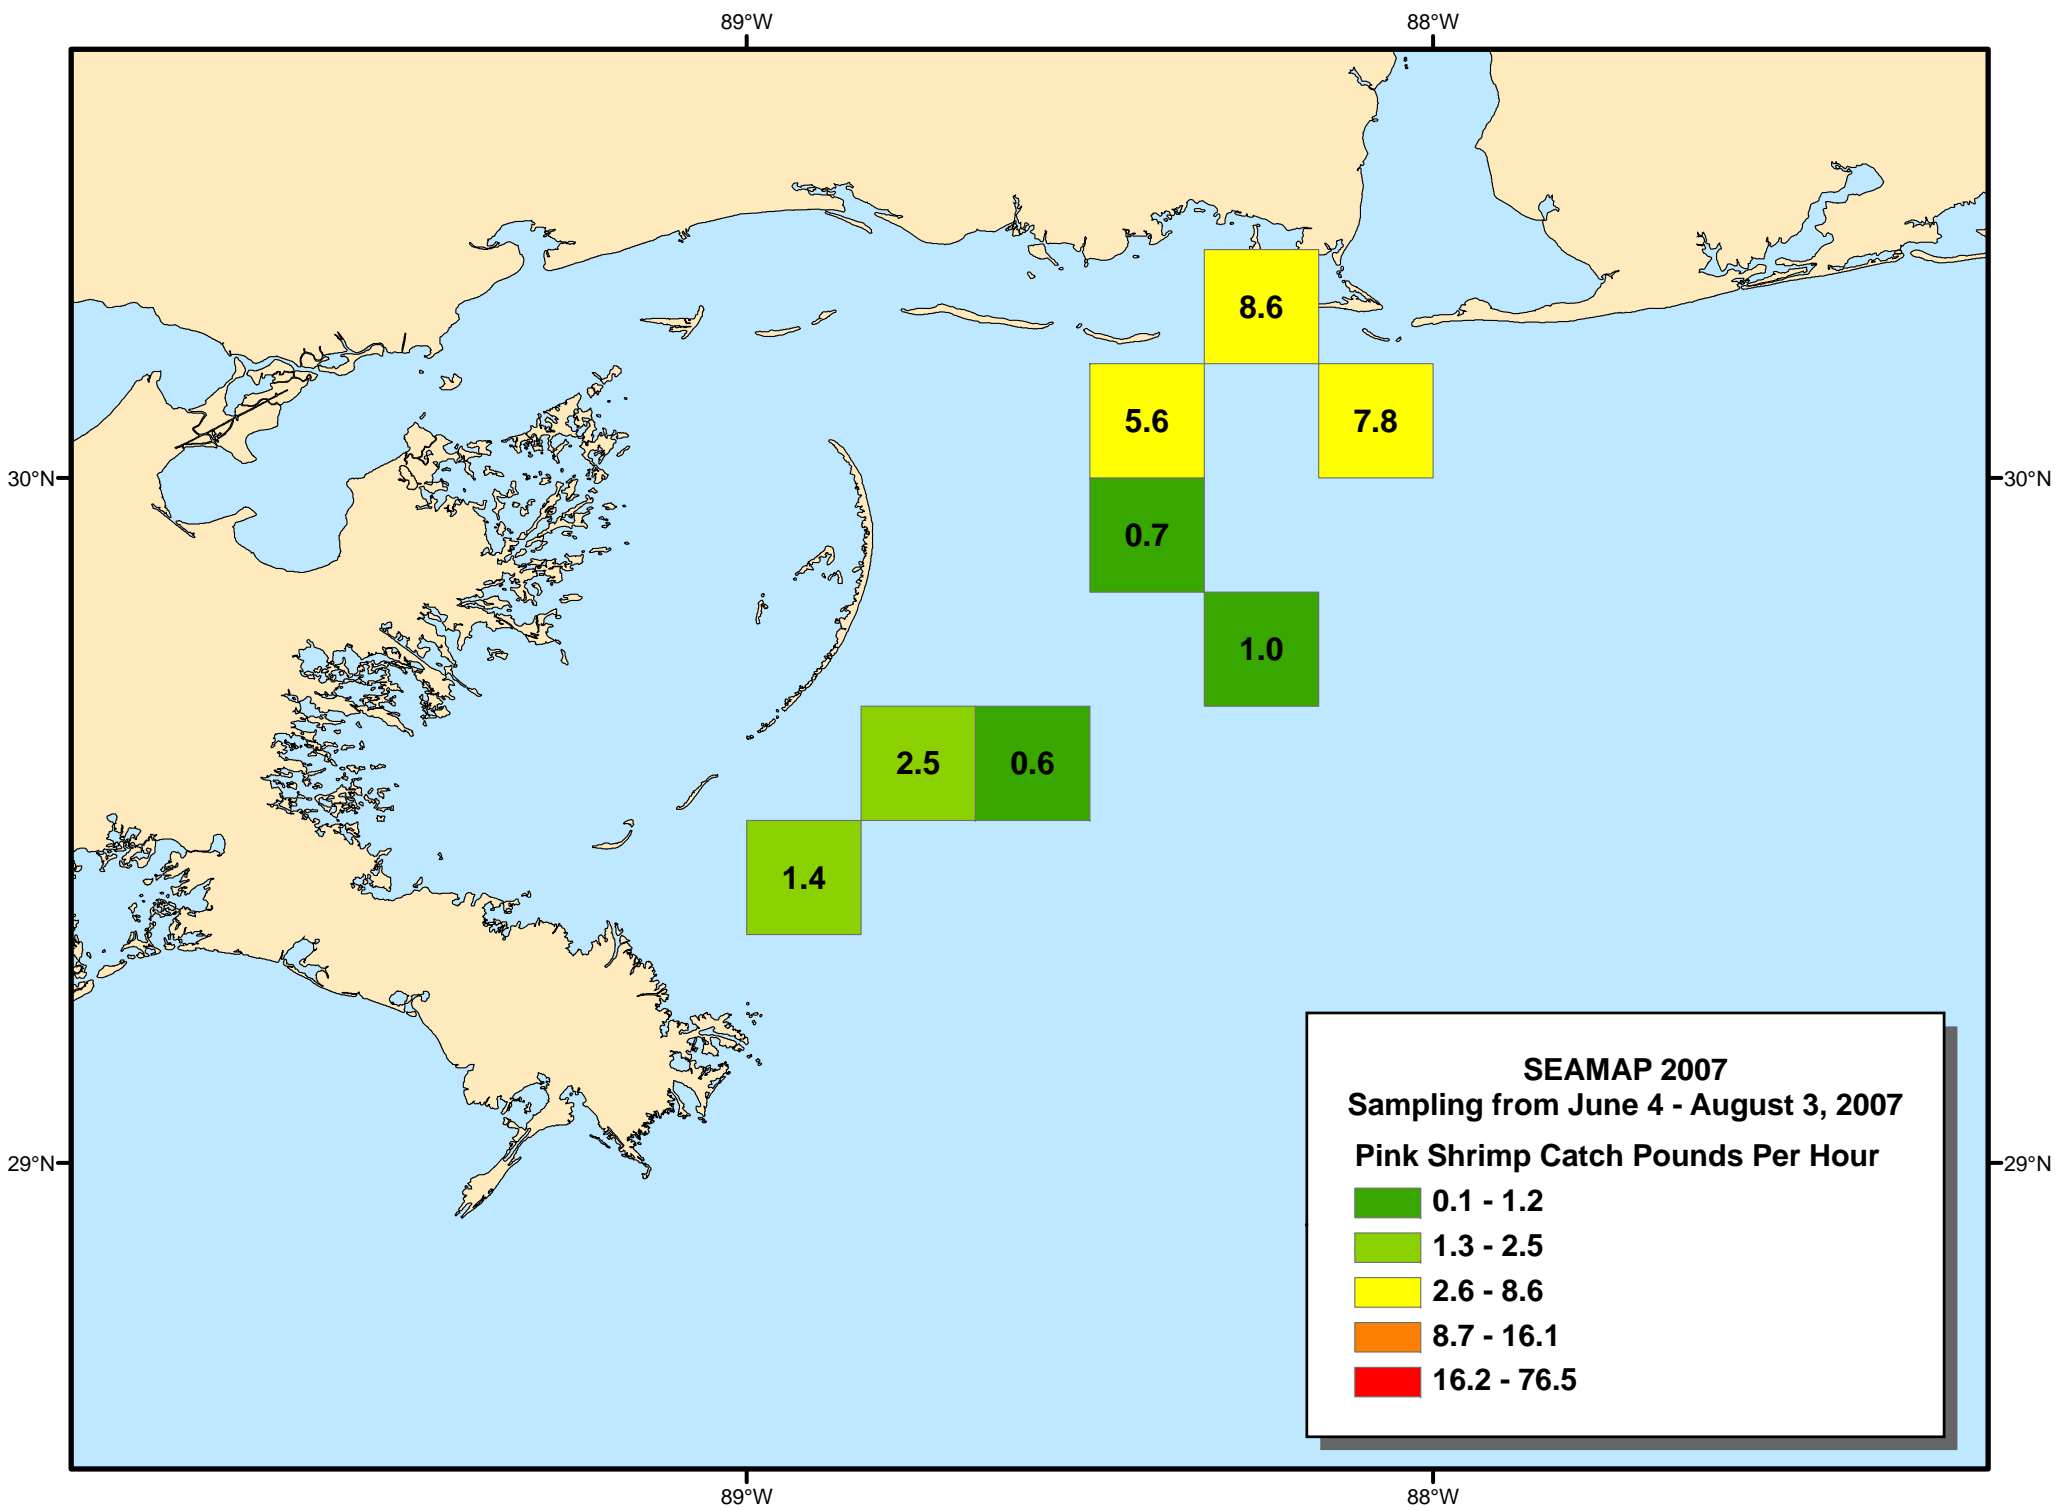 89°W 88°W
8.6
5.6 7.8
30°N 30°N
0.7
1.0
2.5 0.6
1.4
SEAMAP 2007
Sampling from June 4 - August 3, 2007
Pink Shrimp Catch Pounds Per Hour
29°N 29°N
0.1 - 1.2
1.3 - 2.5
2.6 - 8.6
8.7 - 16.1
16.2 - 76.5
89°W 88°W